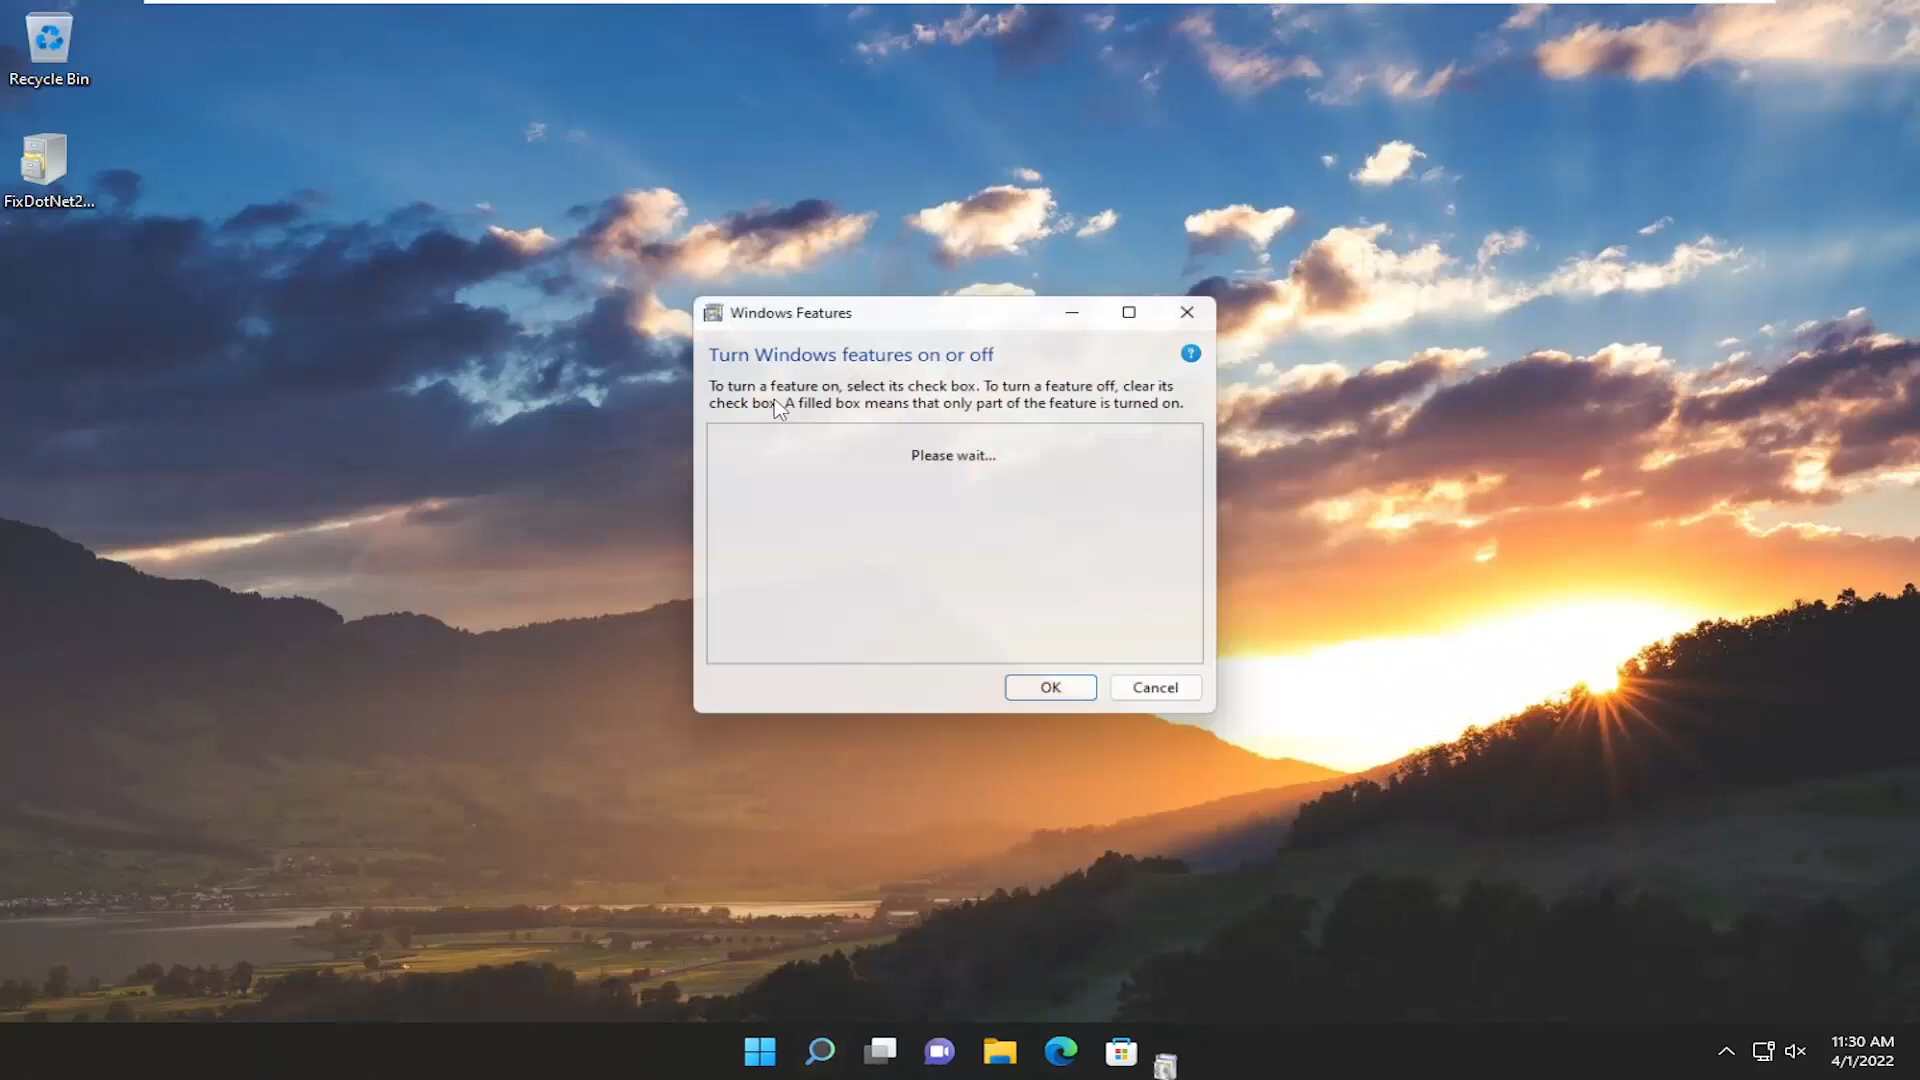 Recycle Bin
FixDotNet2...
Windows Features
Turn Windows features on or off
To turn a feature on, select its check box. To turn a feature off, clear its
check box. A filled box means that only part of the feature is turned on.
Please wait...
OK
Cancel
11:30 AM
4/1/2022